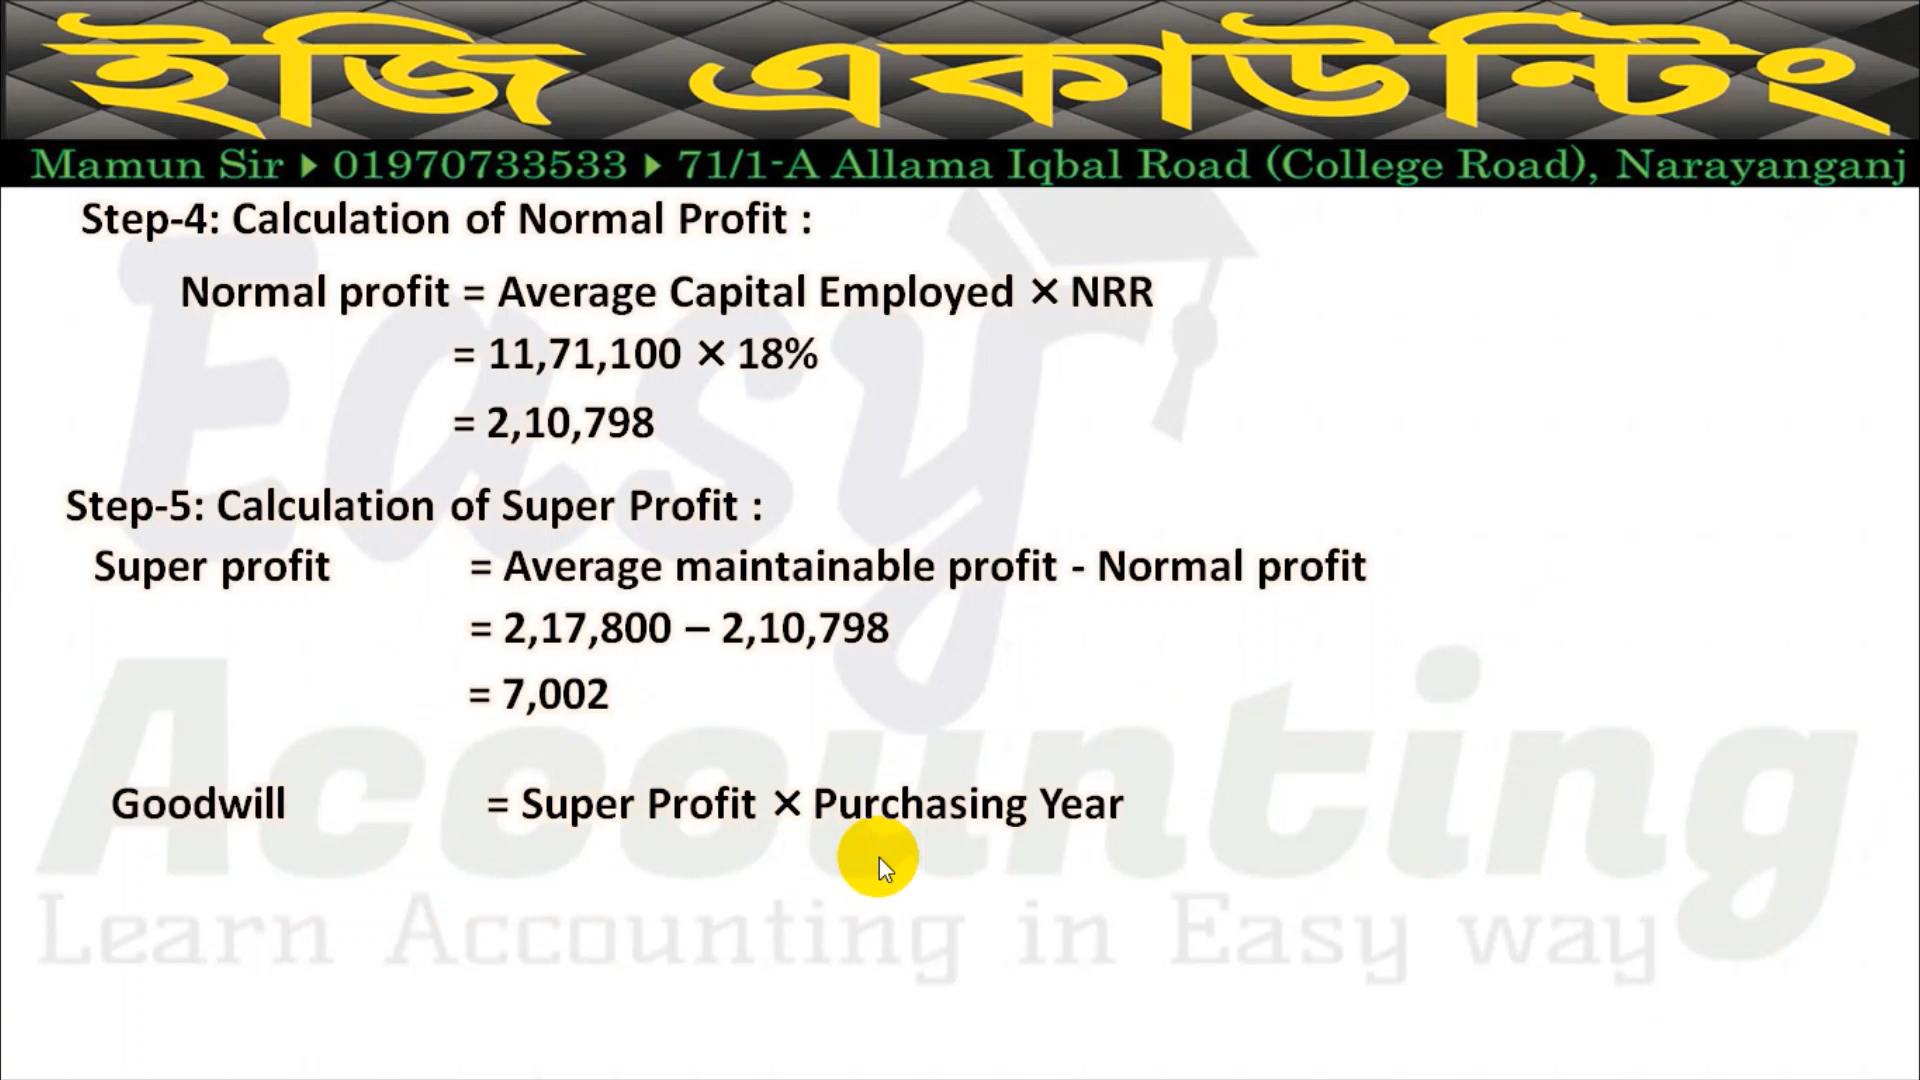 ইজি একাউন্টিং
Mamun Sir ▶ 01970733533 ▶ 71/1-A Allama Iqbal Road (College Road), Narayanganj
Step-4: Calculation of Normal Profit :
Normal profit = Average Capital Employed × NRR
= 11,71,100 × 18%
= 2,10,798
Step-5: Calculation of Super Profit :
Super profit = Average maintainable profit - Normal profit
= 2,17,800 – 2,10,798
= 7,002
Goodwill = Super Profit × Purchasing Year
Easy
Accounting
Learn Accounting in Easy way